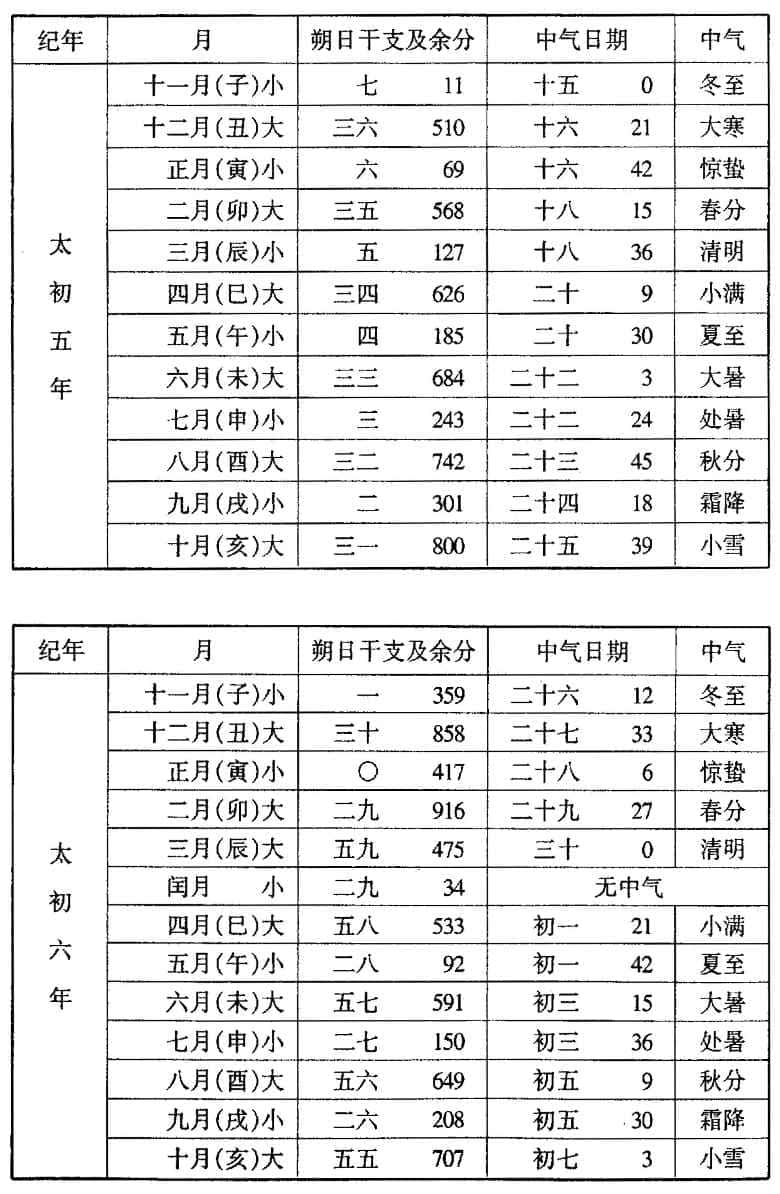 纪年 月 朔日干支及余分 中气日期 中气
太初五年
十一月(子)小 七 11 十五 0 冬至
十二月(丑)大 三六 510 十六 21 大寒
正月(寅)小 六 69 十六 42 惊蛰
二月(卯)大 三五 568 十八 15 春分
三月(辰)小 五 127 十八 36 清明
四月(巳)大 三四 626 二十 9 小满
五月(午)小 四 185 二十 30 夏至
六月(未)大 三三 684 二十二 3 大暑
七月(申)小 三 243 二十二 24 处暑
八月(酉)大 三二 742 二十三 45 秋分
九月(戌)小 二 301 二十四 18 霜降
十月(亥)大 三一 800 二十五 39 小雪
纪年 月 朔日干支及余分 中气日期 中气
太初六年
十一月(子)小 一 359 二十六 12 冬至
十二月(丑)大 三十 858 二十七 33 大寒
正月(寅)小 〇 417 二十八 6 惊蛰
二月(卯)大 二九 916 二十九 27 春分
三月(辰)大 五九 475 三十 0 清明
闰月 小 二九 34 无中气
四月(巳)大 五八 533 初一 21 小满
五月(午)小 二八 92 初一 42 夏至
六月(未)大 五七 591 初三 15 大暑
七月(申)小 二七 150 初三 36 处暑
八月(酉)大 五六 649 初五 9 秋分
九月(戌)小 二六 208 初五 30 霜降
十月(亥)大 五五 707 初七 3 小雪